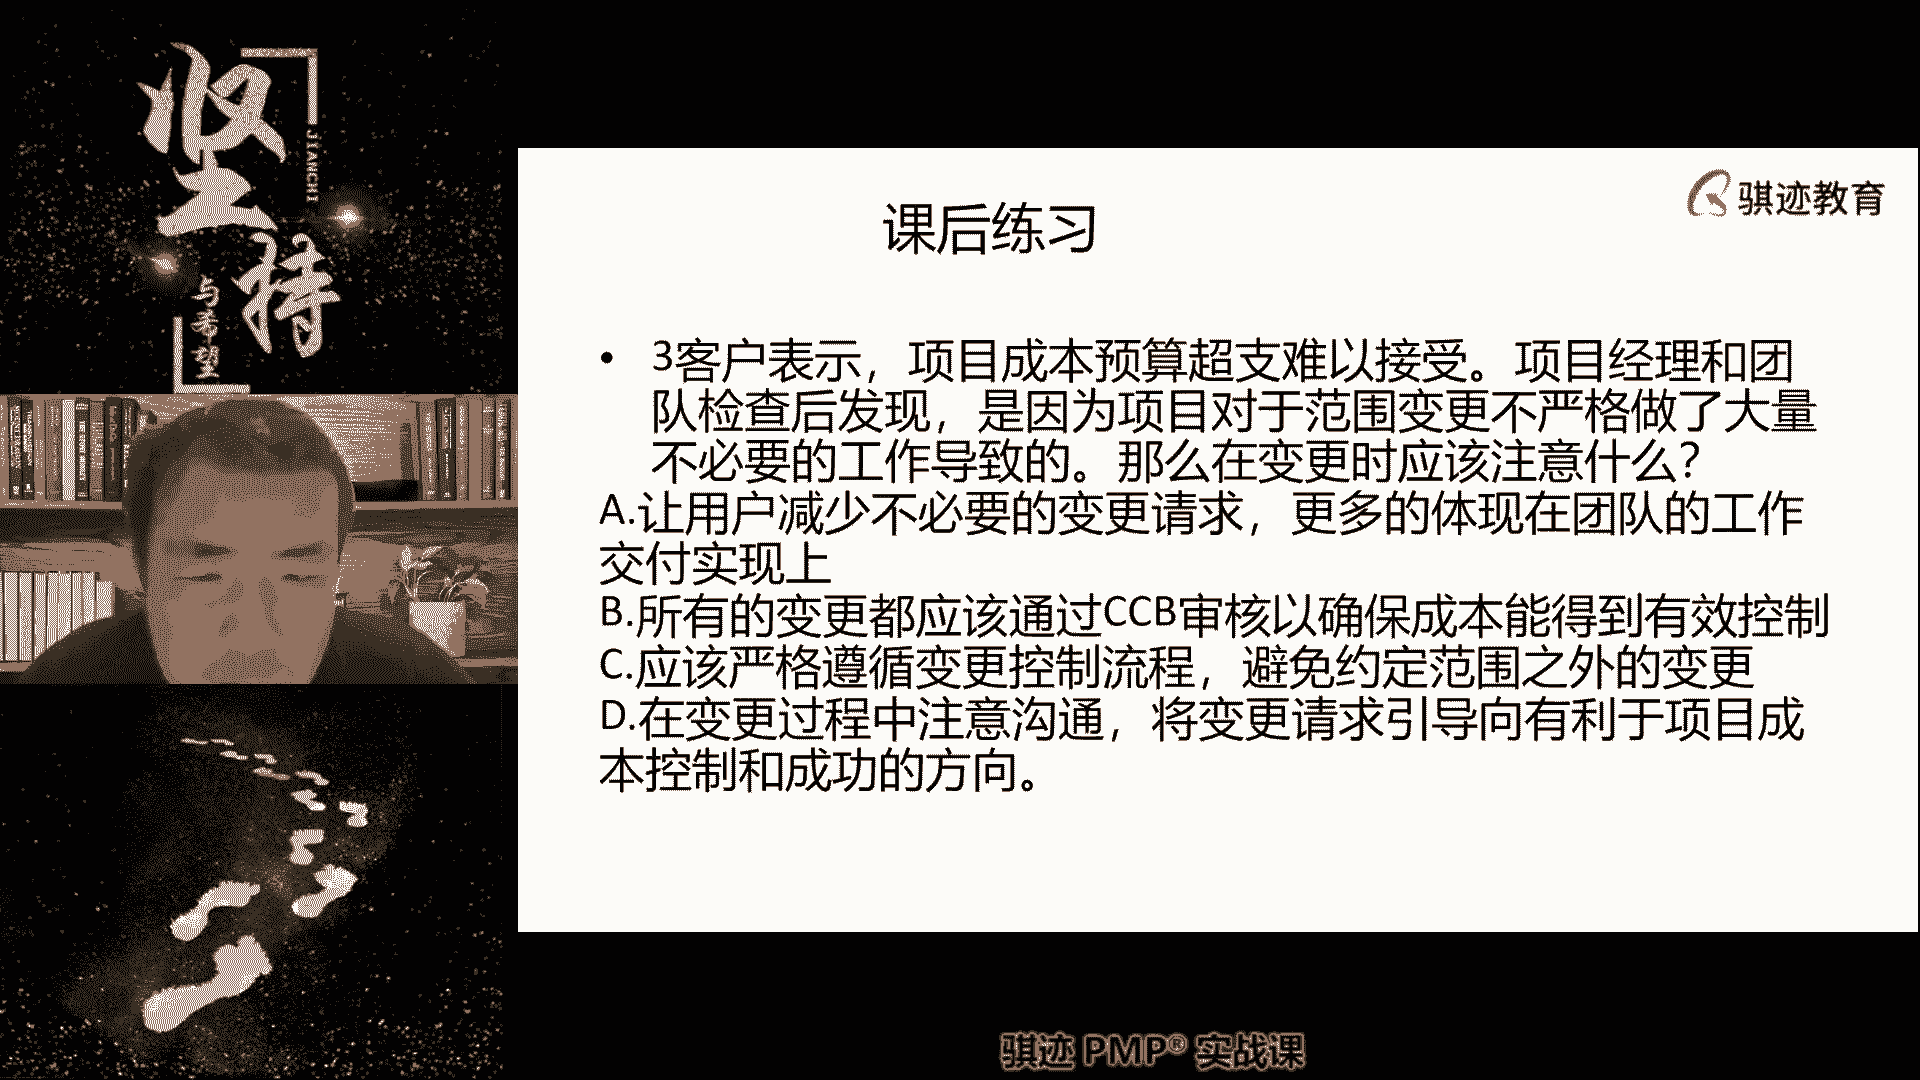 坚持
JIANCHI
与希望
骐迹教育
课后练习
• 3客户表示，项目成本预算超支难以接受。项目经理和团
队检查后发现，是因为项目对于范围变更不严格做了大量
不必要的工作导致的。那么在变更时应该注意什么？
A.让用户减少不必要的变更请求，更多的体现在团队的工作
交付实现上
B.所有的变更都应该通过CCB审核以确保成本能得到有效控制
C.应该严格遵循变更控制流程，避免约定范围之外的变更
D.在变更过程中注意沟通，将变更请求引导向有利于项目成
本控制和成功的方向。
骐迹 PMP® 实战课